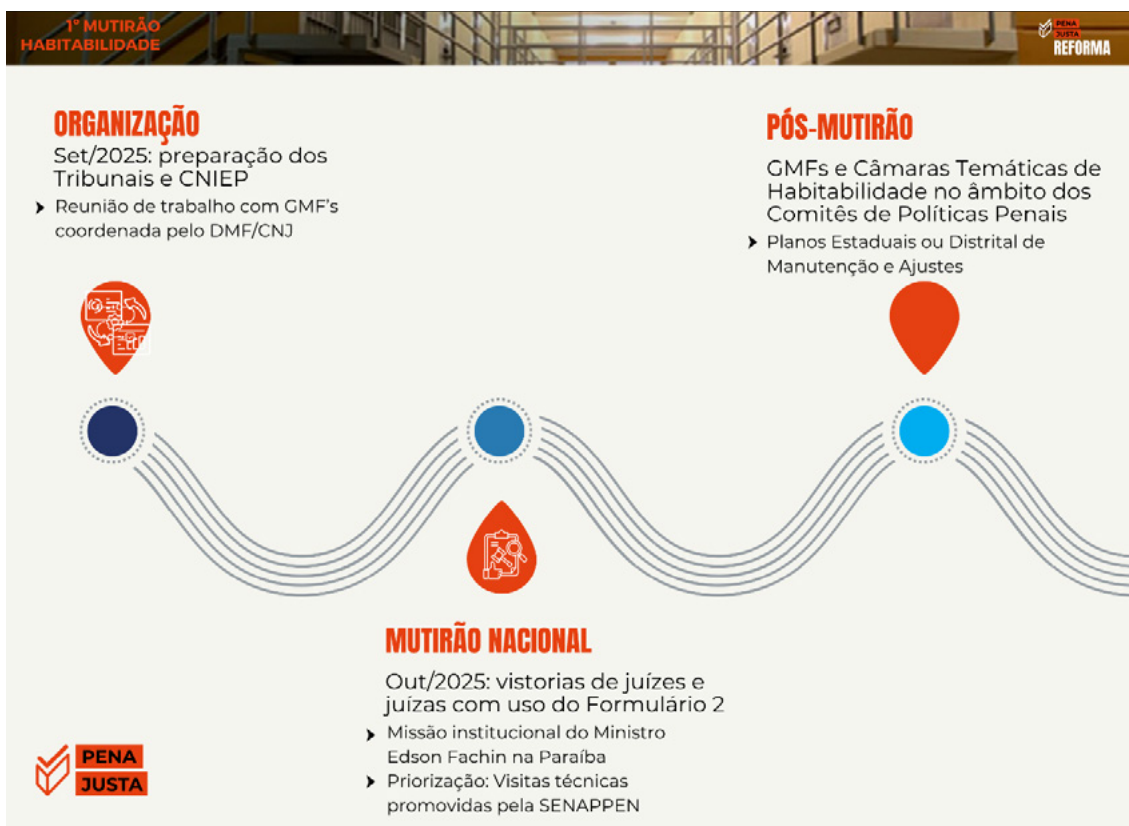 1º MUTIRÃO
HABITABILIDADE
PENA
JUSTA
REFORMA
ORGANIZAÇÃO
Set/2025: preparação dos
Tribunais e CNIEP
Reunião de trabalho com GMF’s
coordenada pelo DMF/CNJ
PÓS-MUTIRÃO
GMFs e Câmaras Temáticas de
Habitabilidade no âmbito dos
Comitês de Políticas Penais
Planos Estaduais ou Distrital de
Manutenção e Ajustes
MUTIRÃO NACIONAL
Out/2025: vistorias de juízes e
juízas com uso do Formulário 2
Missão institucional do Ministro
Edson Fachin na Paraíba
Priorização: Visitas técnicas
promovidas pela SENAPPEN
PENA
JUSTA